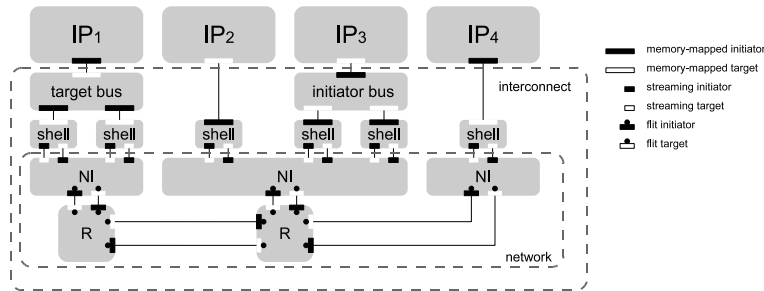 IP1 IP2 IP3 IP4
memory-mapped initiator
memory-mapped target
streaming initiator
streaming target
flit initiator
flit target
interconnect
target bus initiator bus
shell shell shell shell shell shell
NI NI NI
R R
network